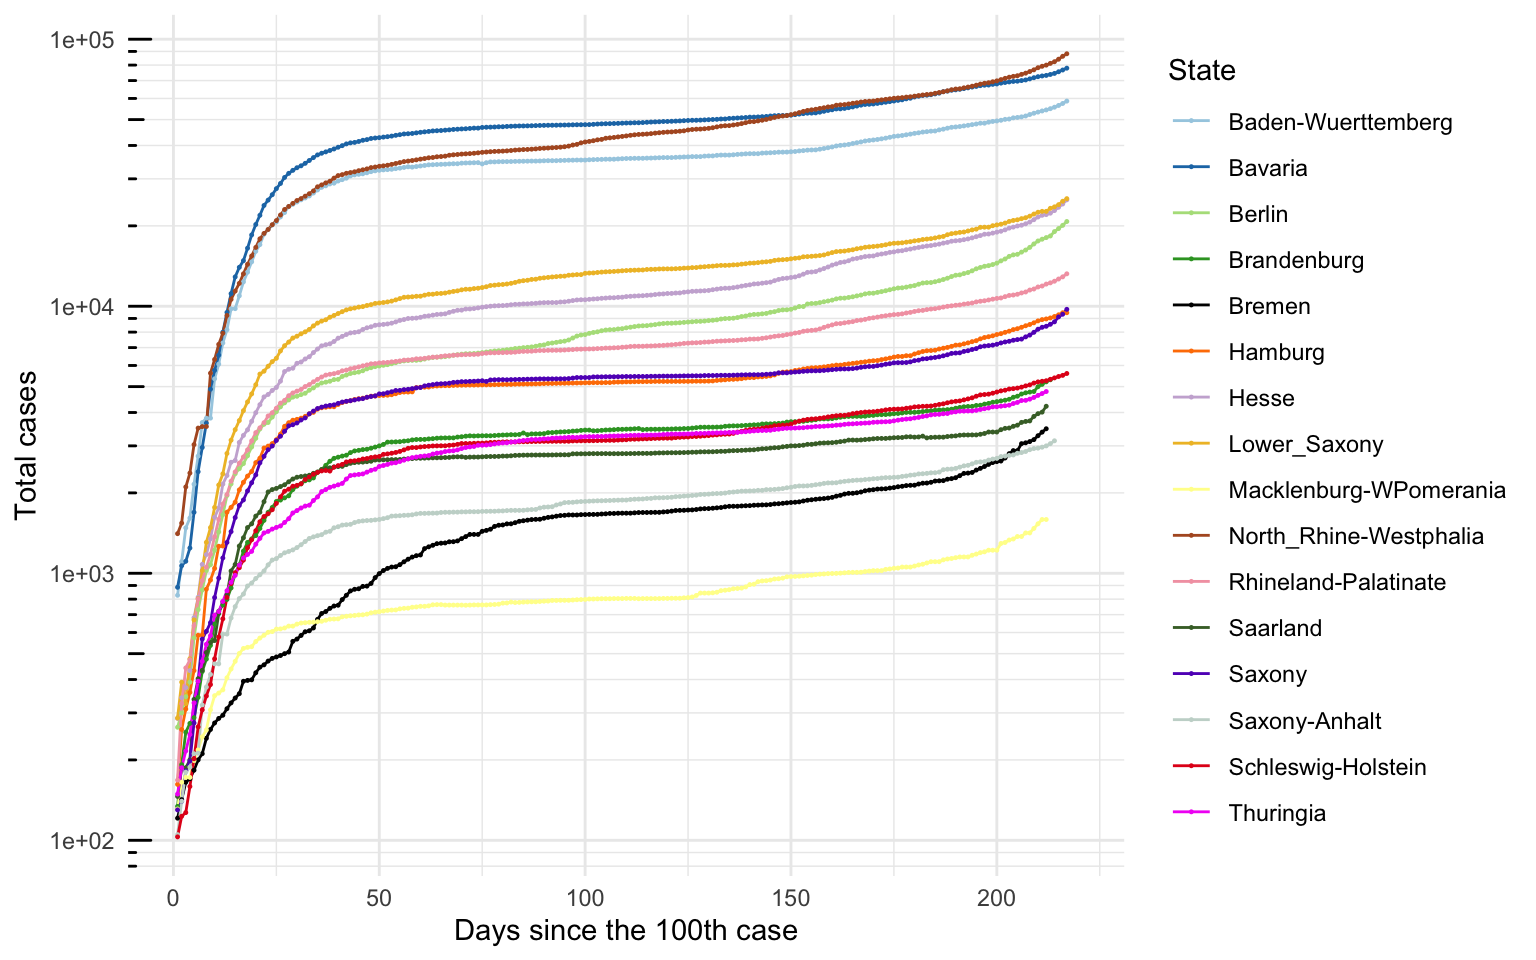 1e+05
1e+04
1e+03
1e+02
Total cases
0 50 100 150 200
Days since the 100th case
State
Baden-Wuerttemberg
Bavaria
Berlin
Brandenburg
Bremen
Hamburg
Hesse
Lower_Saxony
Macklenburg-WPomerania
North_Rhine-Westphalia
Rhineland-Palatinate
Saarland
Saxony
Saxony-Anhalt
Schleswig-Holstein
Thuringia